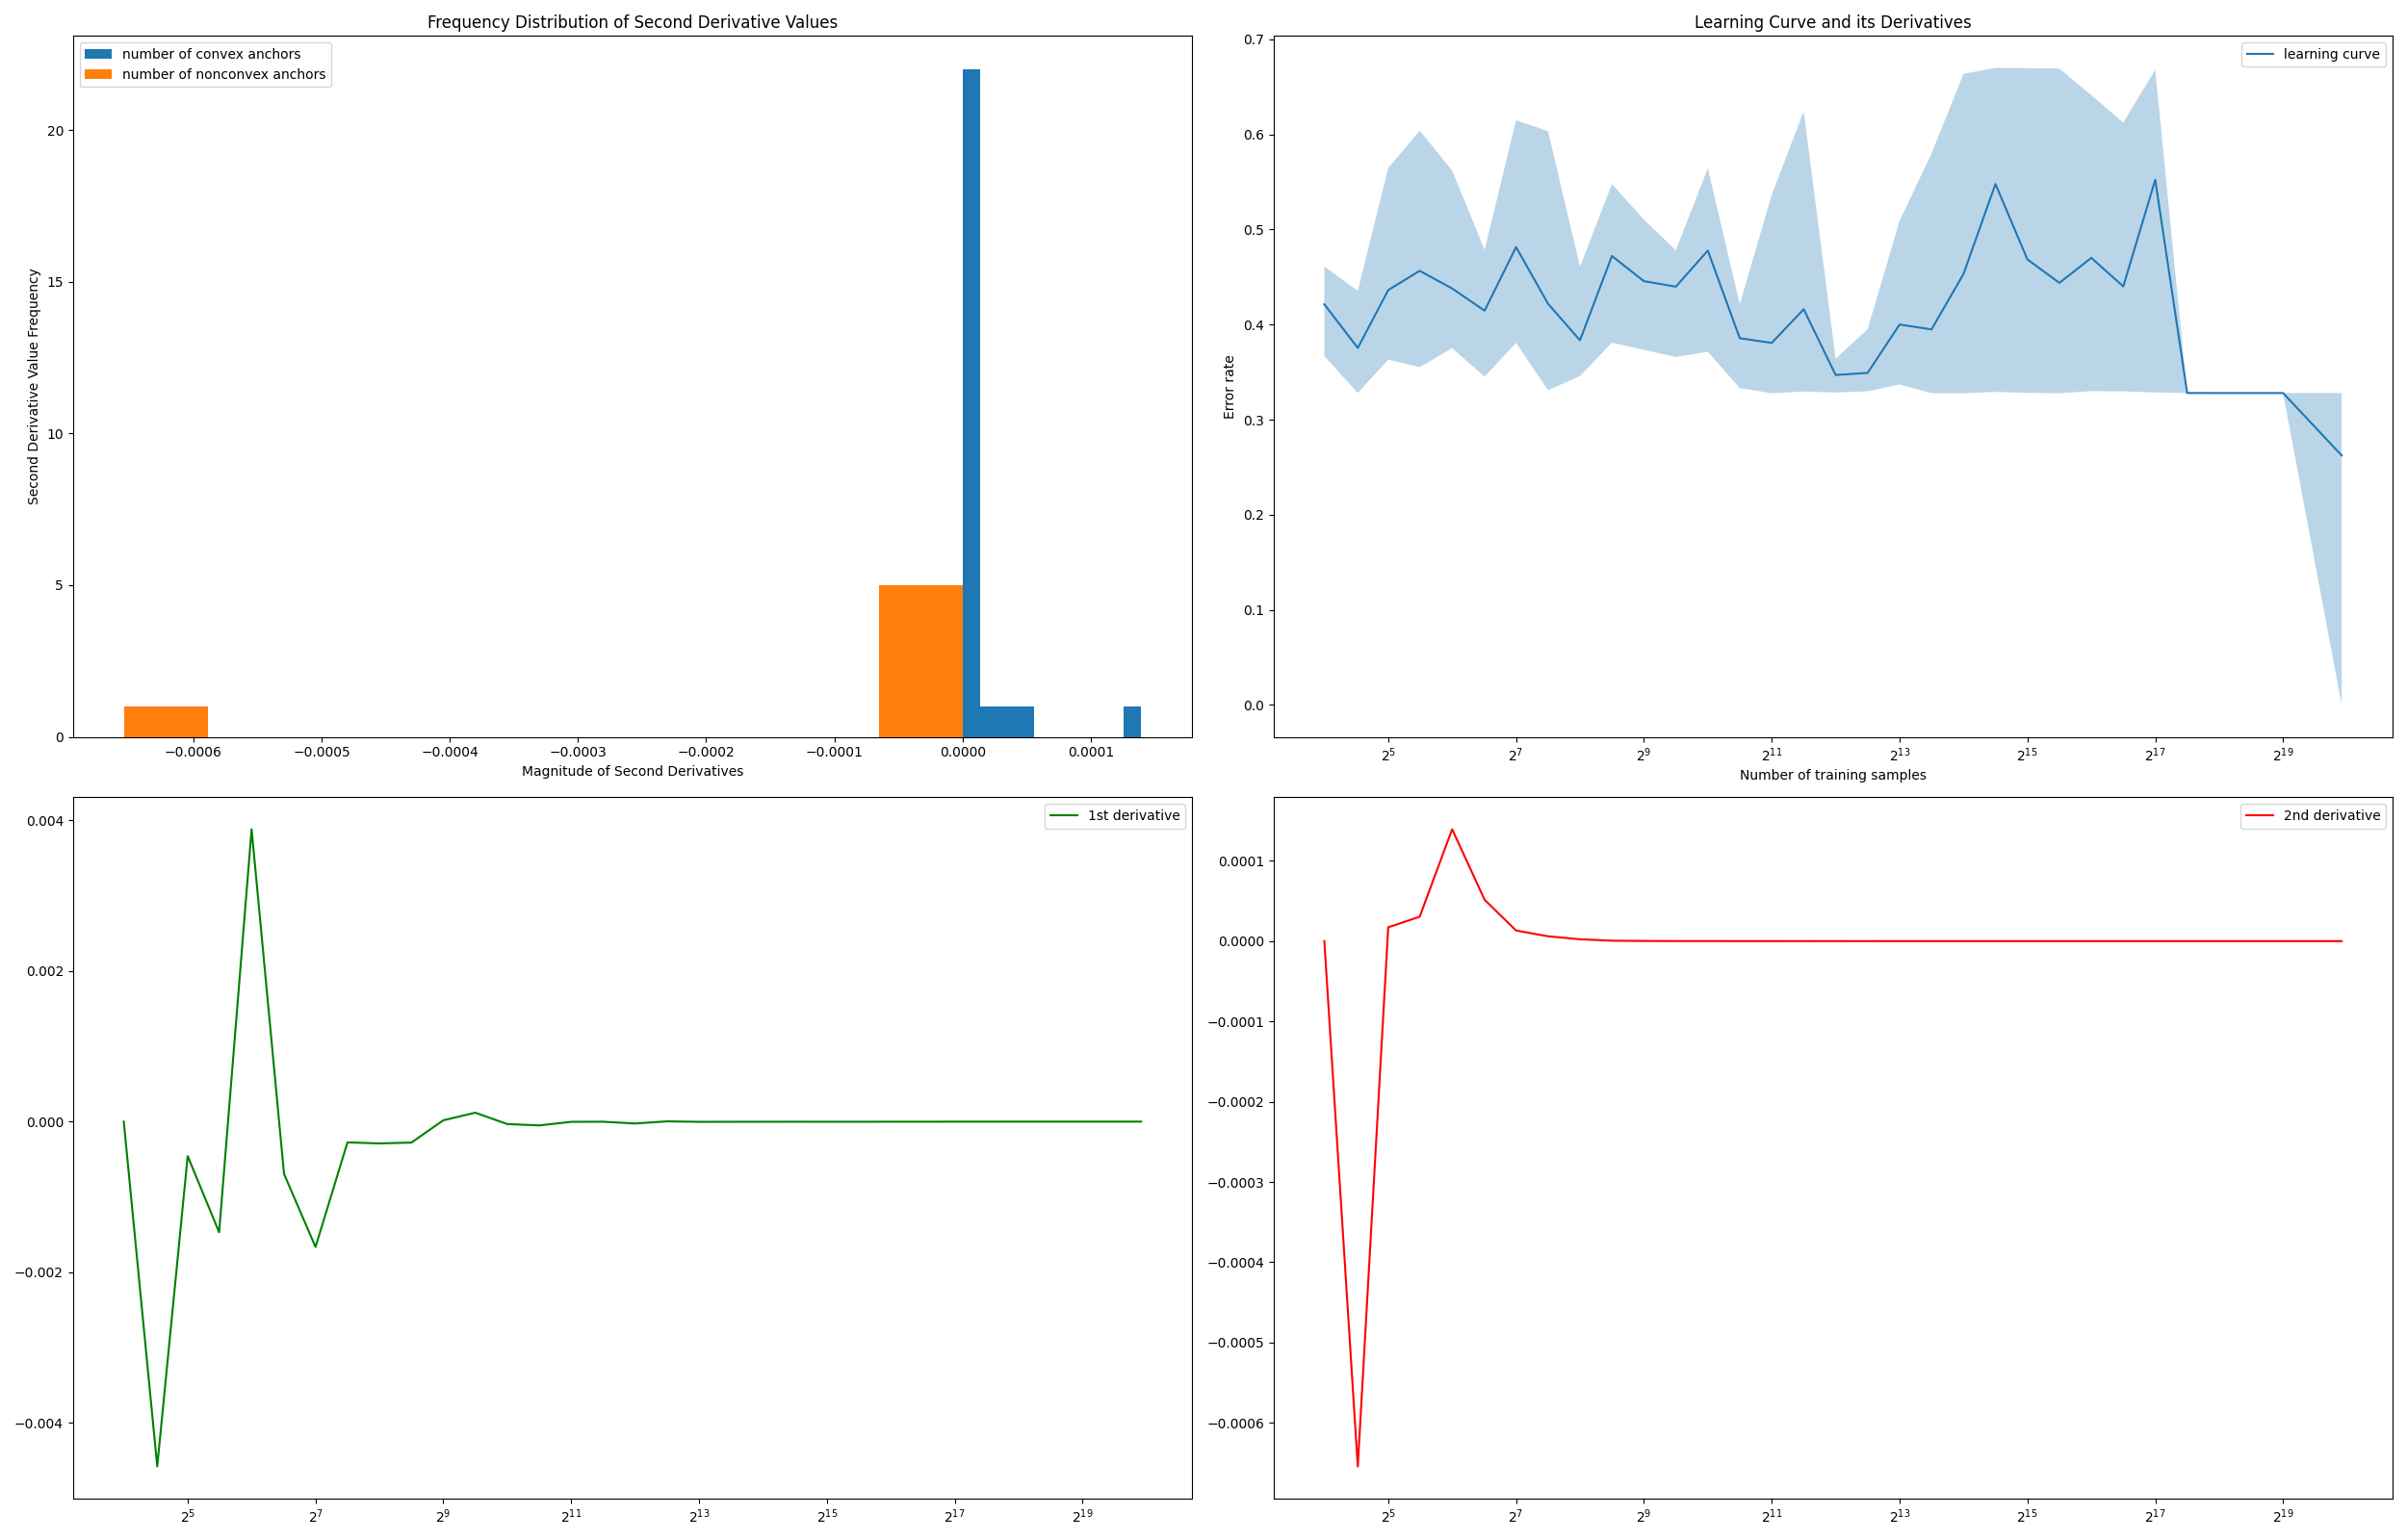 Frequency Distribution of Second Derivative Values
number of convex anchors
number of nonconvex anchors
20
15
10
5
0
Second Derivative Value Frequency
−0.0006 −0.0005 −0.0004 −0.0003 −0.0002 −0.0001 0.0000 0.0001
Magnitude of Second Derivatives
Learning Curve and its Derivatives
learning curve
0.7
0.6
0.5
0.4
0.3
0.2
0.1
0.0
Error rate
2^5 2^7 2^9 2^11 2^13 2^15 2^17 2^19
Number of training samples
1st derivative
0.004
0.002
0.000
−0.002
−0.004
2^5 2^7 2^9 2^11 2^13 2^15 2^17 2^19
2nd derivative
0.0001
0.0000
−0.0001
−0.0002
−0.0003
−0.0004
−0.0005
−0.0006
2^5 2^7 2^9 2^11 2^13 2^15 2^17 2^19